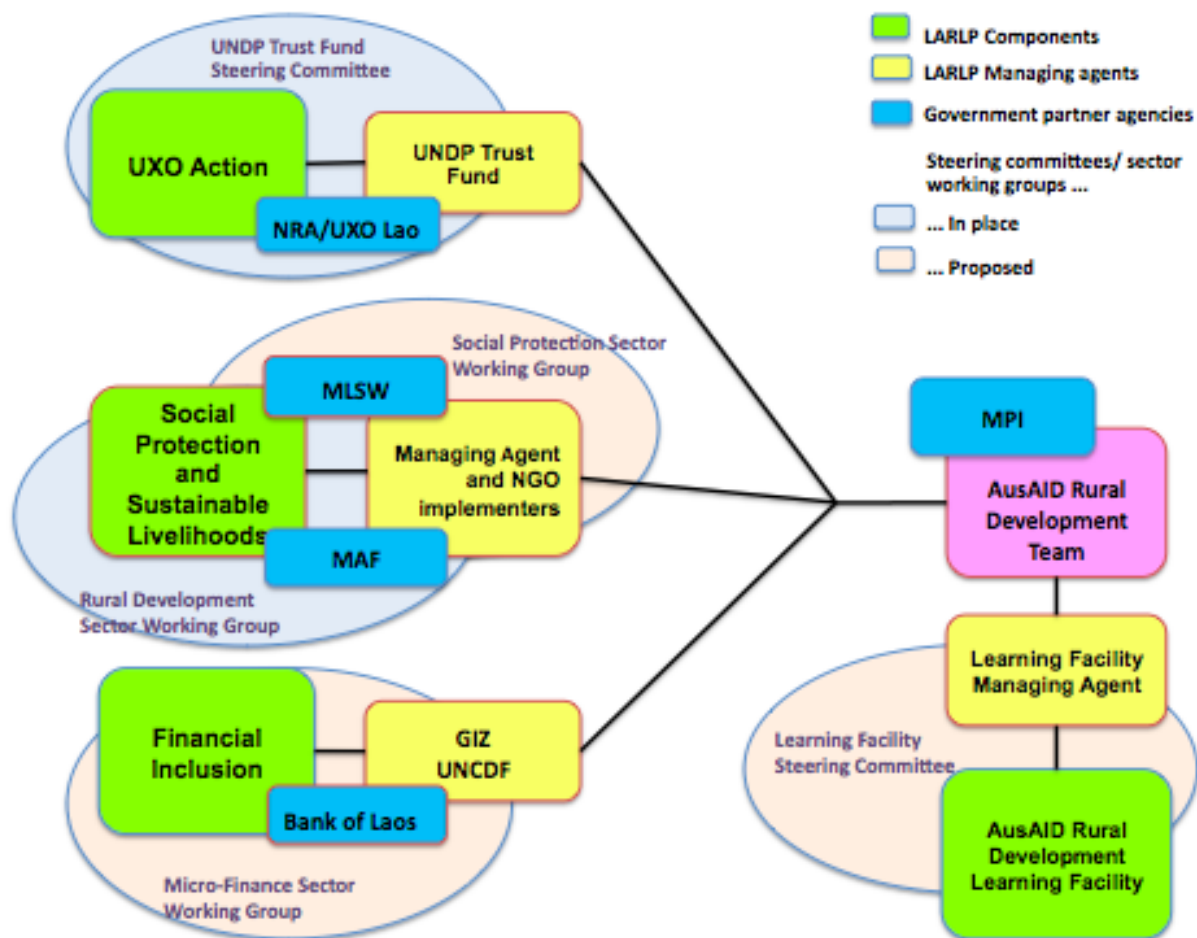 UNDP Trust Fund
Steering Committee
UXO Action
UNDP Trust
Fund
NRA/UXO Lao
LARLP Components
LARLP Managing agents
Government partner agencies
Steering committees/ sector
working groups ...
... In place
... Proposed
Social Protection Sector
Working Group
MLSW
Social
Protection
and
Sustainable
Livelihoods
Managing Agent
and NGO
implementers
MAF
Rural Development
Sector Working Group
MPI
AusAID Rural
Development
Team
Financial
Inclusion
GIZ
UNCDF
Bank of Laos
Micro-Finance Sector
Working Group
Learning Facility
Managing Agent
Learning Facility
Steering Committee
AusAID Rural
Development
Learning Facility